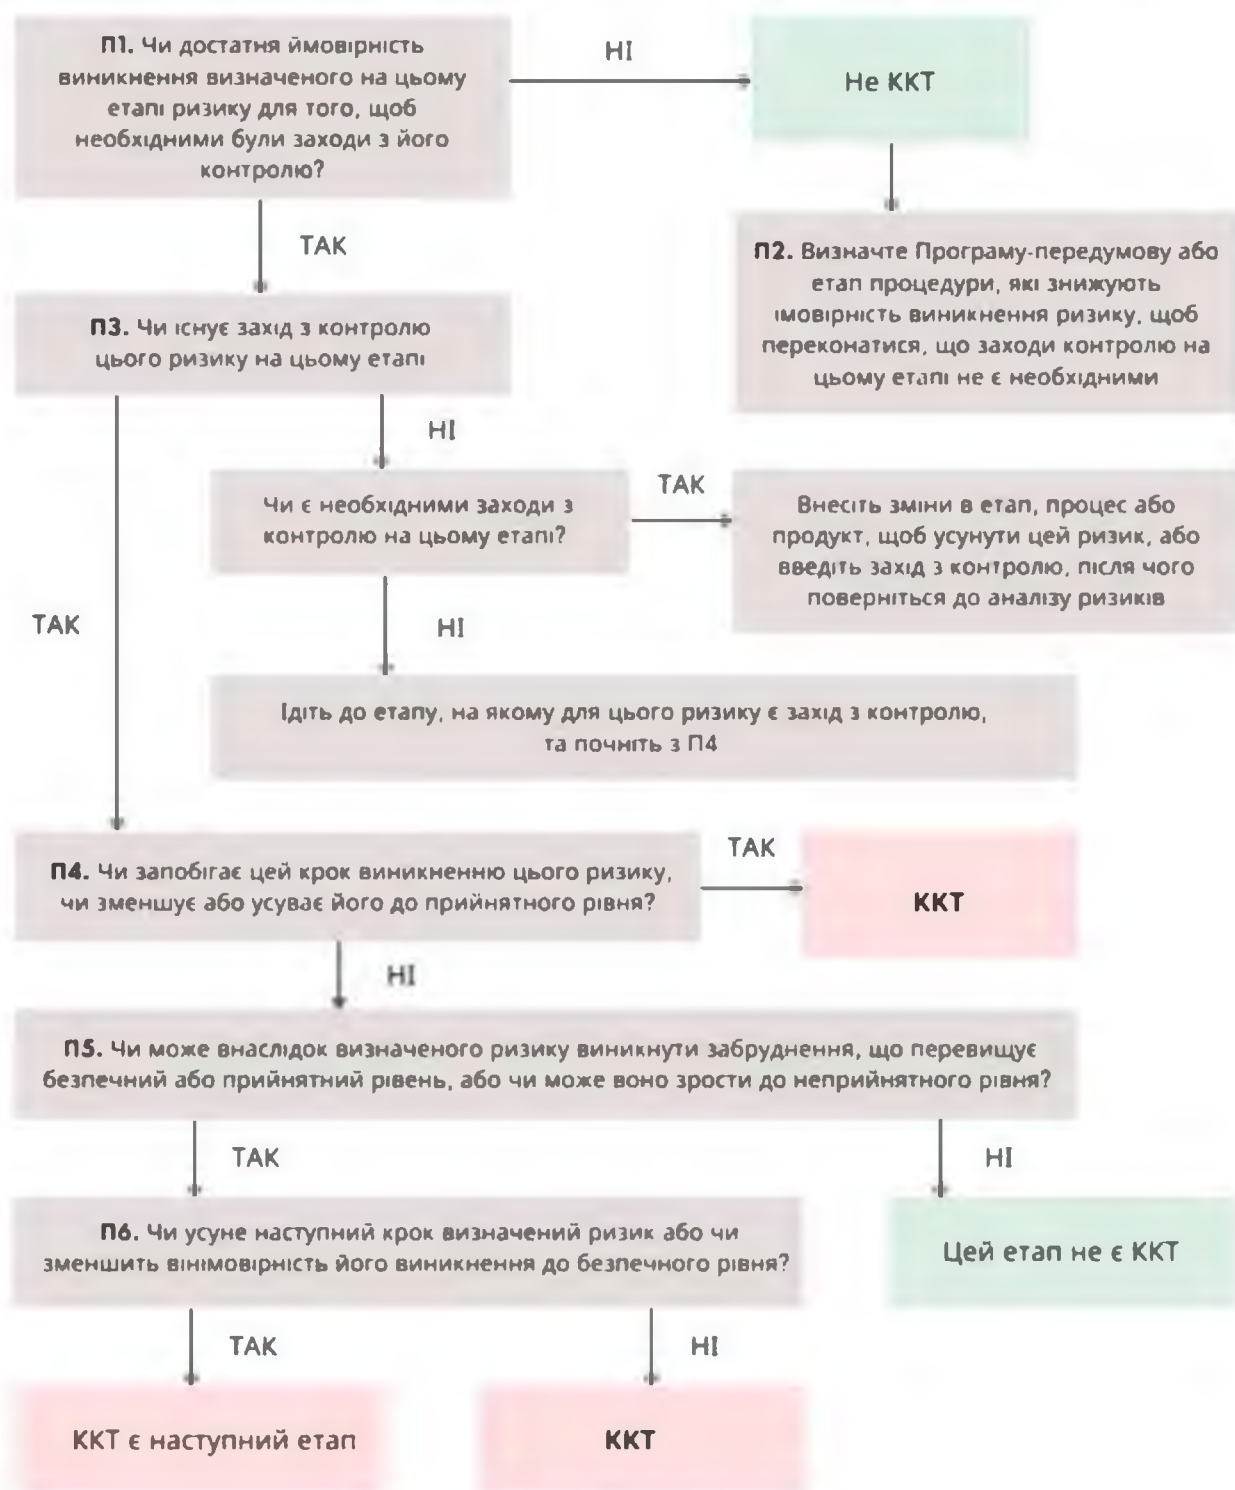 П1. Чи достатня ймовірність
виникнення визначеного на цьому
етапі ризику для того, щоб
необхідними були заходи з його
контролю?
НІ
Не ККТ
ТАК
П2. Визначте Програму-передумову або
етап процедури, які знижують
імовірність виникнення ризику, щоб
переконатися, що заходи контролю на
цьому етапі не є необхідними
П3. Чи існує захід з контролю
цього ризику на цьому етапі
НІ
Чи є необхідними заходи з
контролю на цьому етапі?
ТАК
Внесіть зміни в етап, процес або
продукт, щоб усунути цей ризик, або
введіть захід з контролю, після чого
поверніться до аналізу ризиків
ТАК
НІ
Ідіть до етапу, на якому для цього ризику є захід з контролю,
та почніть з П4
П4. Чи запобігає цей крок виникненню цього ризику,
чи зменшує або усуває його до прийнятного рівня?
ТАК
ККТ
НІ
П5. Чи може внаслідок визначеного ризику виникнути забруднення, що перевищує
безпечний або прийнятний рівень, або чи може воно зрости до неприйнятного рівня?
ТАК
НІ
П6. Чи усуне наступний крок визначений ризик або чи
зменшить вінімовірність його виникнення до безпечного рівня?
Цей етап не є ККТ
ТАК
НІ
ККТ є наступний етап
ККТ